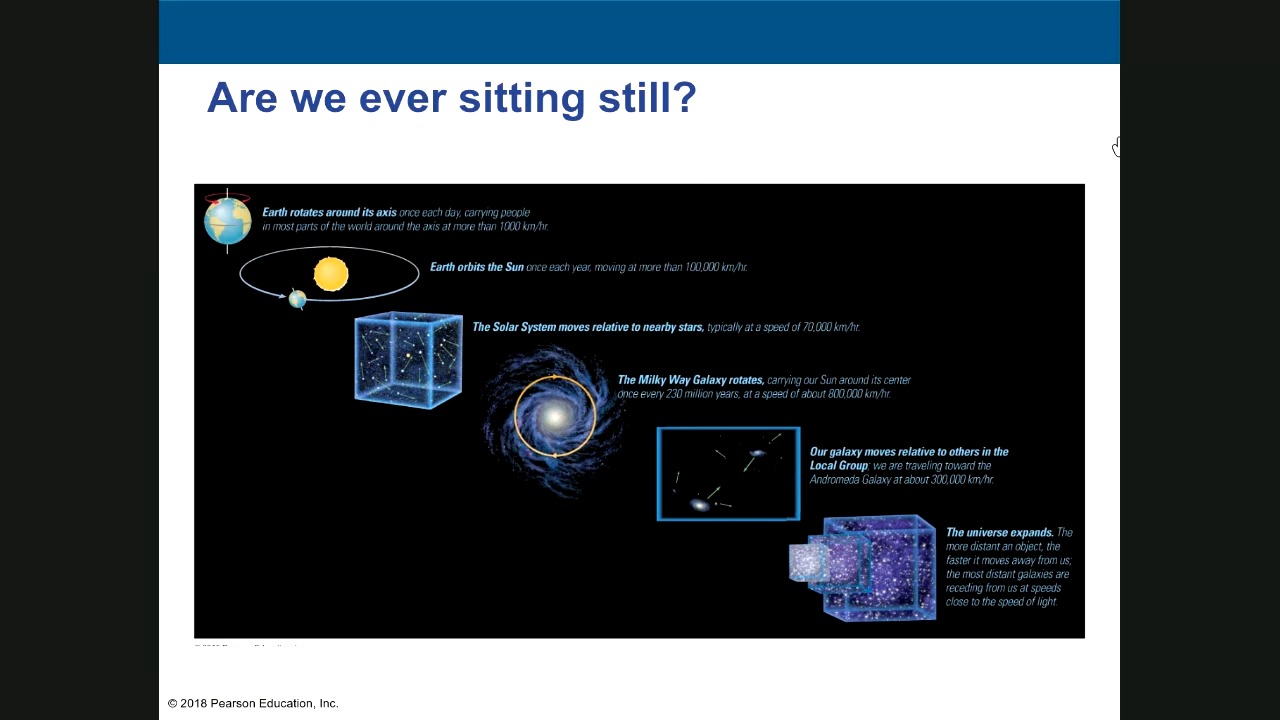 Are we ever sitting still?
Earth rotates around its axis once each day, carrying people
in most parts of the world around the axis at more than 1000 km/hr.
Earth orbits the Sun once each year, moving at more than 100,000 km/hr.
The Solar System moves relative to nearby stars, typically at a speed of 70,000 km/hr.
The Milky Way Galaxy rotates, carrying our Sun around its center
once every 230 million years, at a speed of about 800,000 km/hr.
Our galaxy moves relative to others in the
Local Group; we are traveling toward the
Andromeda Galaxy at about 300,000 km/hr.
The universe expands. The
more distant an object, the
faster it moves away from us;
the most distant galaxies are
receding from us at speeds
close to the speed of light.
© 2018 Pearson Education, Inc.